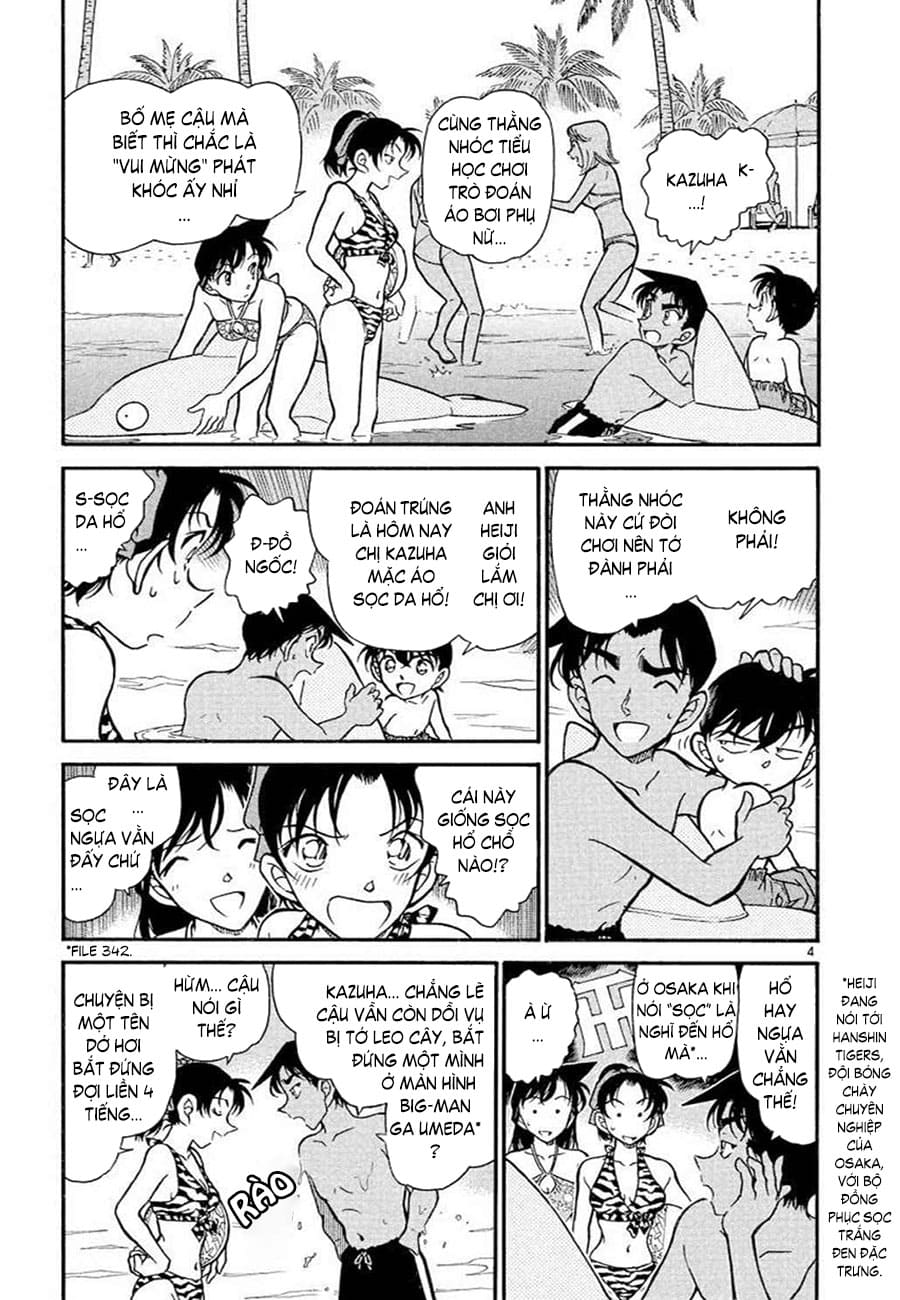 K-
KAZUHA
...!
CÙNG THẰNG
NHÓC TIỂU
HỌC CHƠI
TRÒ ĐOÁN
ÁO BƠI PHỤ
NỮ...
BỐ MẸ CẬU MÀ
BIẾT THÌ CHẮC LÀ
"VUI MỪNG" PHÁT
KHÓC ẤY NHỈ
...
KHÔNG
PHẢI!
THẰNG NHÓC
NÀY CỨ ĐÒI
CHƠI NÊN TỚ
ĐÀNH PHẢI
...
ANH
HEIJI
GIỎI
LẮM
CHỊ ƠI!
ĐOÁN TRÚNG
LÀ HÔM NAY
CHỊ KAZUHA
MẶC ÁO
SỌC DA HỔ!
Đ-ĐỒ
NGỐC!
S-SỌC
DA HỔ
...
CÁI NÀY
GIỐNG SỌC
HỔ CHỖ
NÀO!?
ĐÂY LÀ
...
SỌC
NGỰA VẰN
ĐẤY CHỨ
...
*FILE 342.
4
HỔ
HAY
NGỰA
VẰN
CHẲNG
THẾ!
Ở OSAKA KHI
NÓI "SỌC" LÀ
NGHĨ ĐẾN HỔ
MÀ*...
À Ừ
...
*HEIJI
ĐANG
NÓI TỚI
HANSHIN
TIGERS,
ĐỘI BÓNG
CHÀY
CHUYÊN
NGHIỆP
CỦA
OSAKA,
VỚI BỘ
ĐỒNG
PHỤC SỌC
TRẮNG
ĐEN ĐẶC
TRƯNG.
KAZUHA... CHẲNG LẼ
CẬU VẪN CÒN DỖI VỤ
BỊ TỚ LEO CÂY, BẮT
ĐỨNG MỘT MÌNH
Ở MÀN HÌNH
BIG-MAN
GA UMEDA*
?
HỪM... CẬU
NÓI GÌ
THẾ?
CHUYỆN BỊ
MỘT TÊN
DỞ HƠI
BẮT ĐỨNG
ĐỢI LIỀN 4
TIẾNG...
RÀO